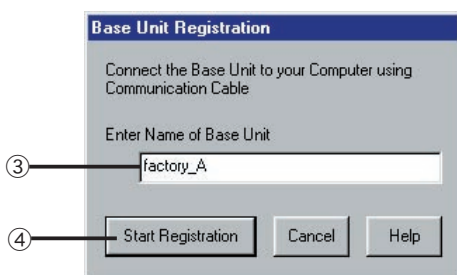 Base Unit Registration
Connect the Base Unit to your Computer using
Communication Cable
Enter Name of Base Unit
③ factory_A
④ Start Registration Cancel Help